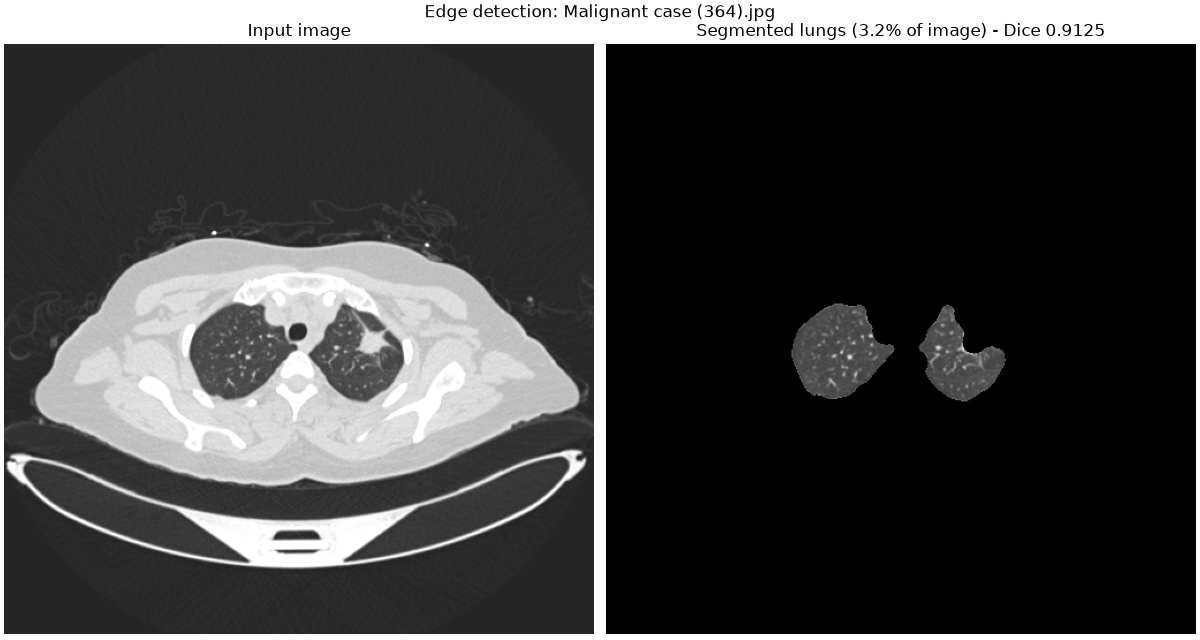 Edge detection: Malignant case (364).jpg
Input image
Segmented lungs (3.2% of image) - Dice 0.9125